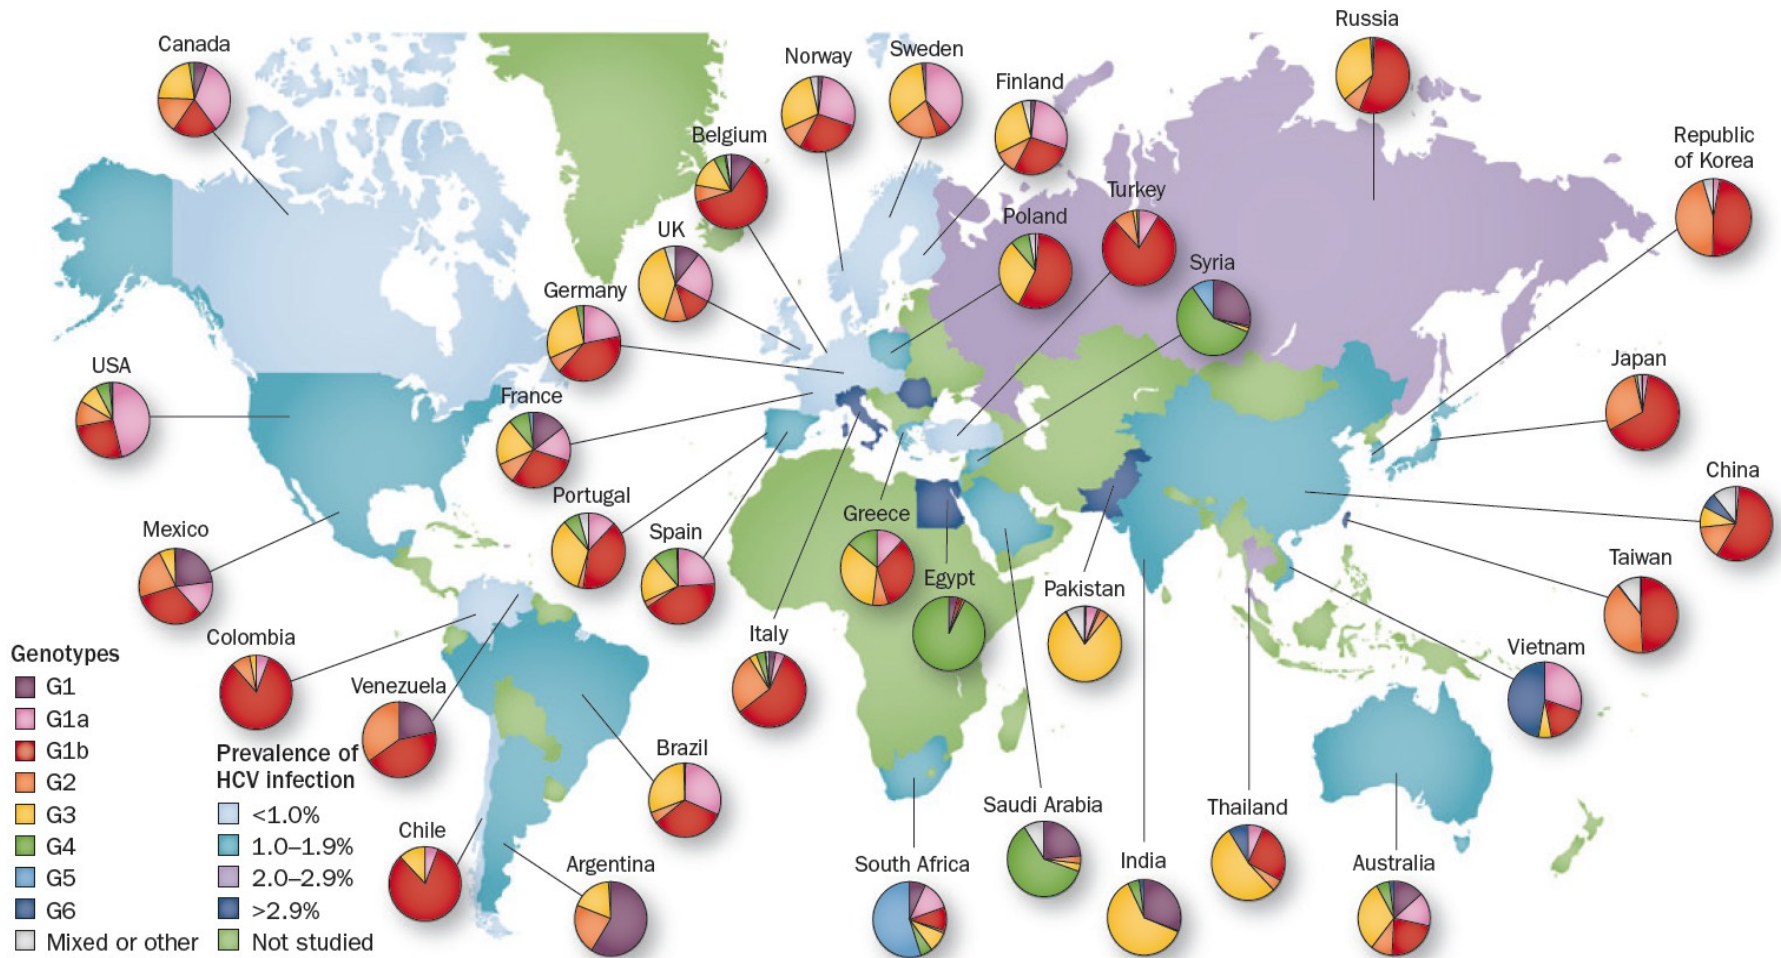 Canada
Norway
Sweden
Finland
Russia
Belgium
Republic
of Korea
UK
Poland
Turkey
Syria
Germany
USA
France
Japan
Portugal
Spain
Greece
Egypt
Pakistan
China
Mexico
Taiwan
Colombia
Venezuela
Italy
Vietnam
Brazil
Chile
Argentina
South Africa
Saudi Arabia
India
Thailand
Australia
Genotypes
G1
G1a
G1b
G2
G3
G4
G5
G6
Mixed or other
Prevalence of
HCV infection
<1.0%
1.0–1.9%
2.0–2.9%
>2.9%
Not studied